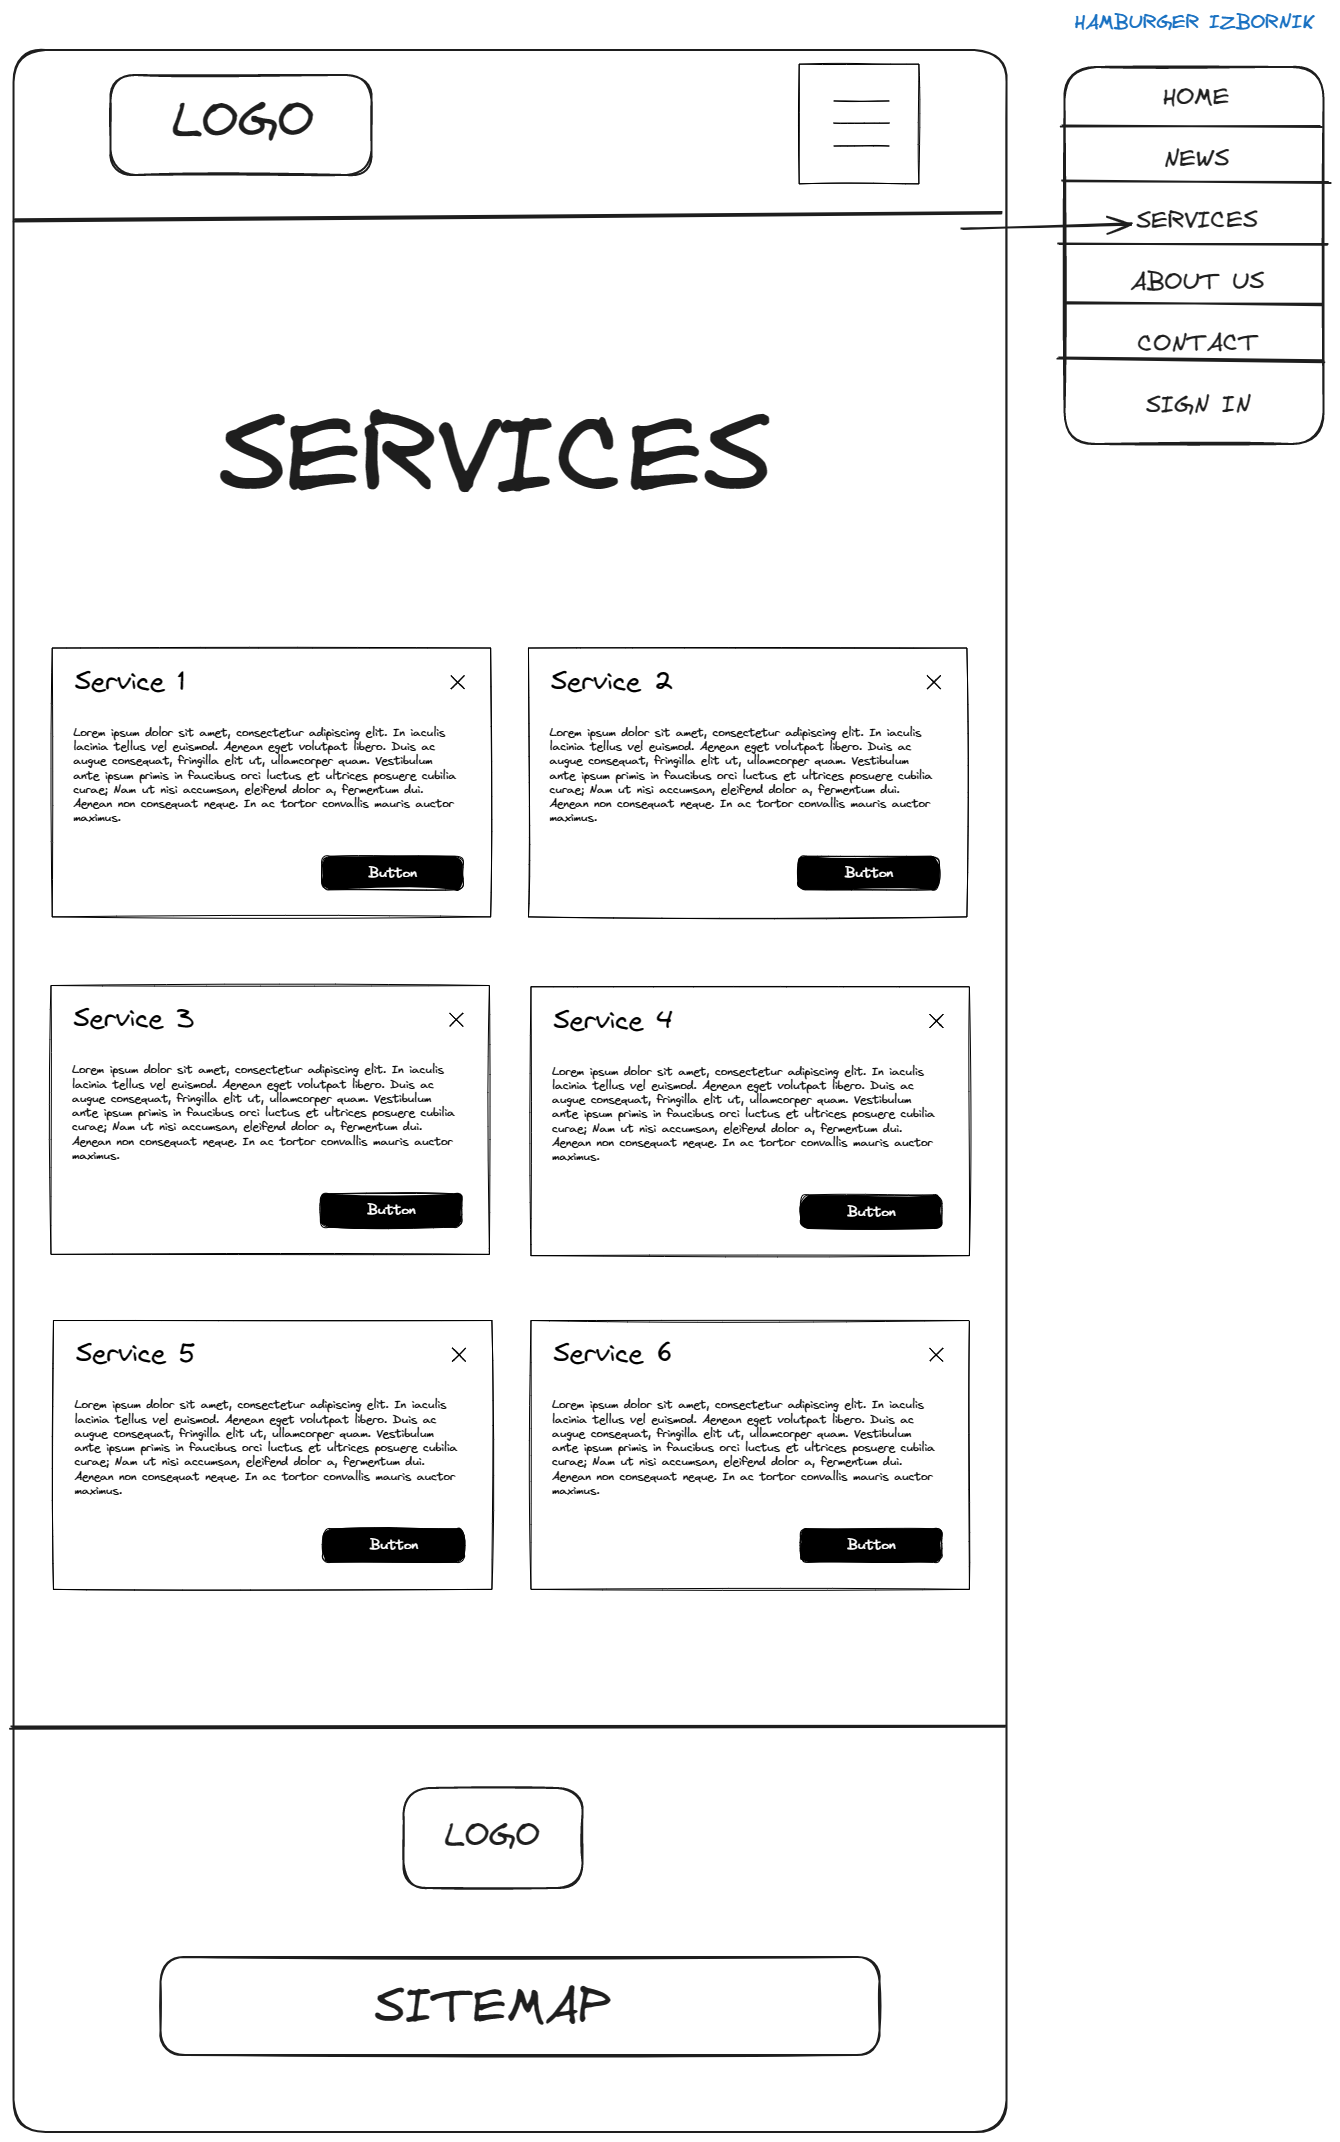 HAMBURGER IZBORNIK
LOGO
HOME
NEWS
SERVICES
ABOUT US
CONTACT
SIGN IN
SERVICES
Service 1
Lorem ipsum dolor sit amet, consectetur adipiscing elit. In iaculis
lacinia tellus vel euismod. Aenean eget volutpat libero. Duis ac
augue consequat, fringilla elit ut, ullamcorper quam. Vestibulum
ante ipsum primis in faucibus orci luctus et ultrices posuere cubilia
curae; Nam ut nisi accumsan, eleifend dolor a, fermentum dui.
Aenean non consequat neque. In ac tortor convallis mauris auctor
maximus.
Button
Service 2
Lorem ipsum dolor sit amet, consectetur adipiscing elit. In iaculis
lacinia tellus vel euismod. Aenean eget volutpat libero. Duis ac
augue consequat, fringilla elit ut, ullamcorper quam. Vestibulum
ante ipsum primis in faucibus orci luctus et ultrices posuere cubilia
curae; Nam ut nisi accumsan, eleifend dolor a, fermentum dui.
Aenean non consequat neque. In ac tortor convallis mauris auctor
maximus.
Button
Service 3
Lorem ipsum dolor sit amet, consectetur adipiscing elit. In iaculis
lacinia tellus vel euismod. Aenean eget volutpat libero. Duis ac
augue consequat, fringilla elit ut, ullamcorper quam. Vestibulum
ante ipsum primis in faucibus orci luctus et ultrices posuere cubilia
curae; Nam ut nisi accumsan, eleifend dolor a, fermentum dui.
Aenean non consequat neque. In ac tortor convallis mauris auctor
maximus.
Button
Service 4
Lorem ipsum dolor sit amet, consectetur adipiscing elit. In iaculis
lacinia tellus vel euismod. Aenean eget volutpat libero. Duis ac
augue consequat, fringilla elit ut, ullamcorper quam. Vestibulum
ante ipsum primis in faucibus orci luctus et ultrices posuere cubilia
curae; Nam ut nisi accumsan, eleifend dolor a, fermentum dui.
Aenean non consequat neque. In ac tortor convallis mauris auctor
maximus.
Button
Service 5
Lorem ipsum dolor sit amet, consectetur adipiscing elit. In iaculis
lacinia tellus vel euismod. Aenean eget volutpat libero. Duis ac
augue consequat, fringilla elit ut, ullamcorper quam. Vestibulum
ante ipsum primis in faucibus orci luctus et ultrices posuere cubilia
curae; Nam ut nisi accumsan, eleifend dolor a, fermentum dui.
Aenean non consequat neque. In ac tortor convallis mauris auctor
maximus.
Button
Service 6
Lorem ipsum dolor sit amet, consectetur adipiscing elit. In iaculis
lacinia tellus vel euismod. Aenean eget volutpat libero. Duis ac
augue consequat, fringilla elit ut, ullamcorper quam. Vestibulum
ante ipsum primis in faucibus orci luctus et ultrices posuere cubilia
curae; Nam ut nisi accumsan, eleifend dolor a, fermentum dui.
Aenean non consequat neque. In ac tortor convallis mauris auctor
maximus.
Button
LOGO
SITEMAP